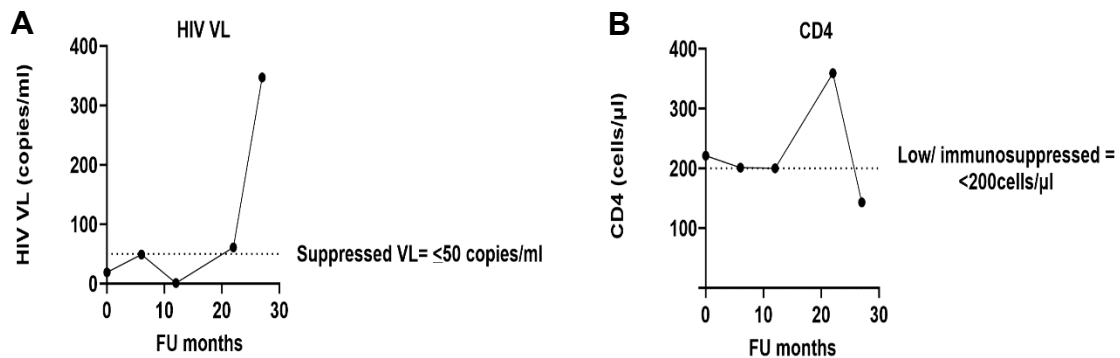 A
HIV VL
HIV VL (copies/ml)
400
300
200
100
0
0 10 20 30
FU months
Suppressed VL= ≤50 copies/ml
B
CD4
CD4 (cells/µl)
400
300
200
100
0 10 20 30
FU months
Low/ immunosuppressed =
<200cells/µl